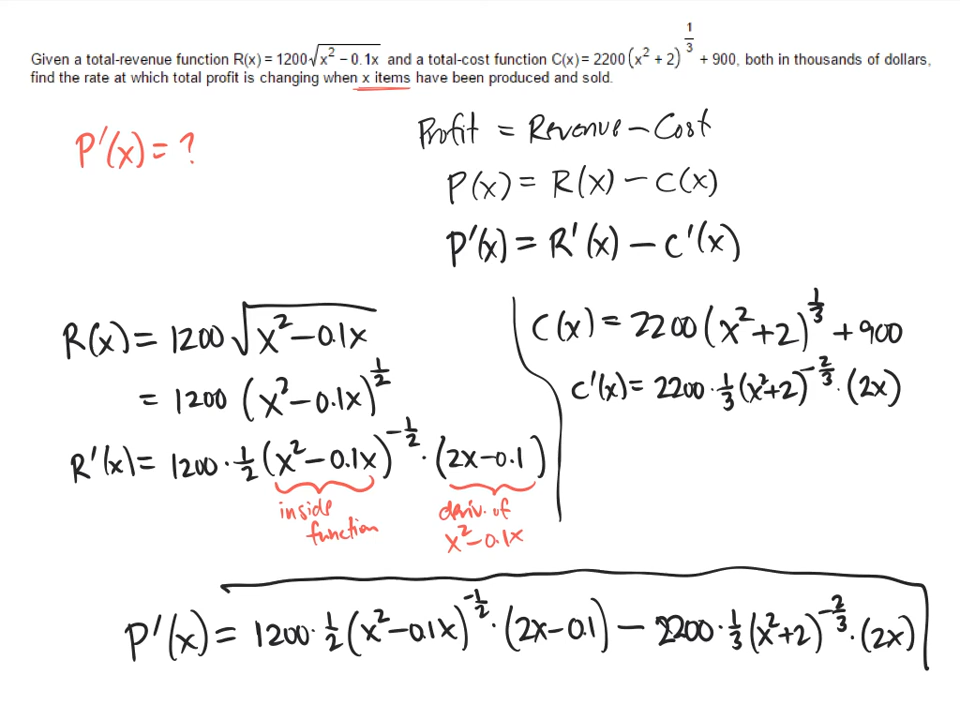 Given a total-revenue function R(x) = 1200√(x² − 0.1x) and a total-cost function C(x) = 2200(x² + 2)^(1/3) + 900, both in thousands of dollars,
find the rate at which total profit is changing when x items have been produced and sold.
P'(x) = ?
Profit = Revenue − Cost
P(x) = R(x) − C(x)
P'(x) = R'(x) − C'(x)
R(x) = 1200√(x² − 0.1x)
= 1200 (x² − 0.1x)^(1/2)
R'(x) = 1200 · 1/2 (x² − 0.1x)^(−1/2) · (2x − 0.1)
inside
function
deriv. of
x² − 0.1x
C(x) = 2200 (x² + 2)^(1/3) + 900
C'(x) = 2200 · 1/3 (x² + 2)^(−2/3) · (2x)
P'(x) = 1200 · 1/2 (x² − 0.1x)^(−1/2) · (2x − 0.1) − 2200 · 1/3 (x² + 2)^(−2/3) · (2x)